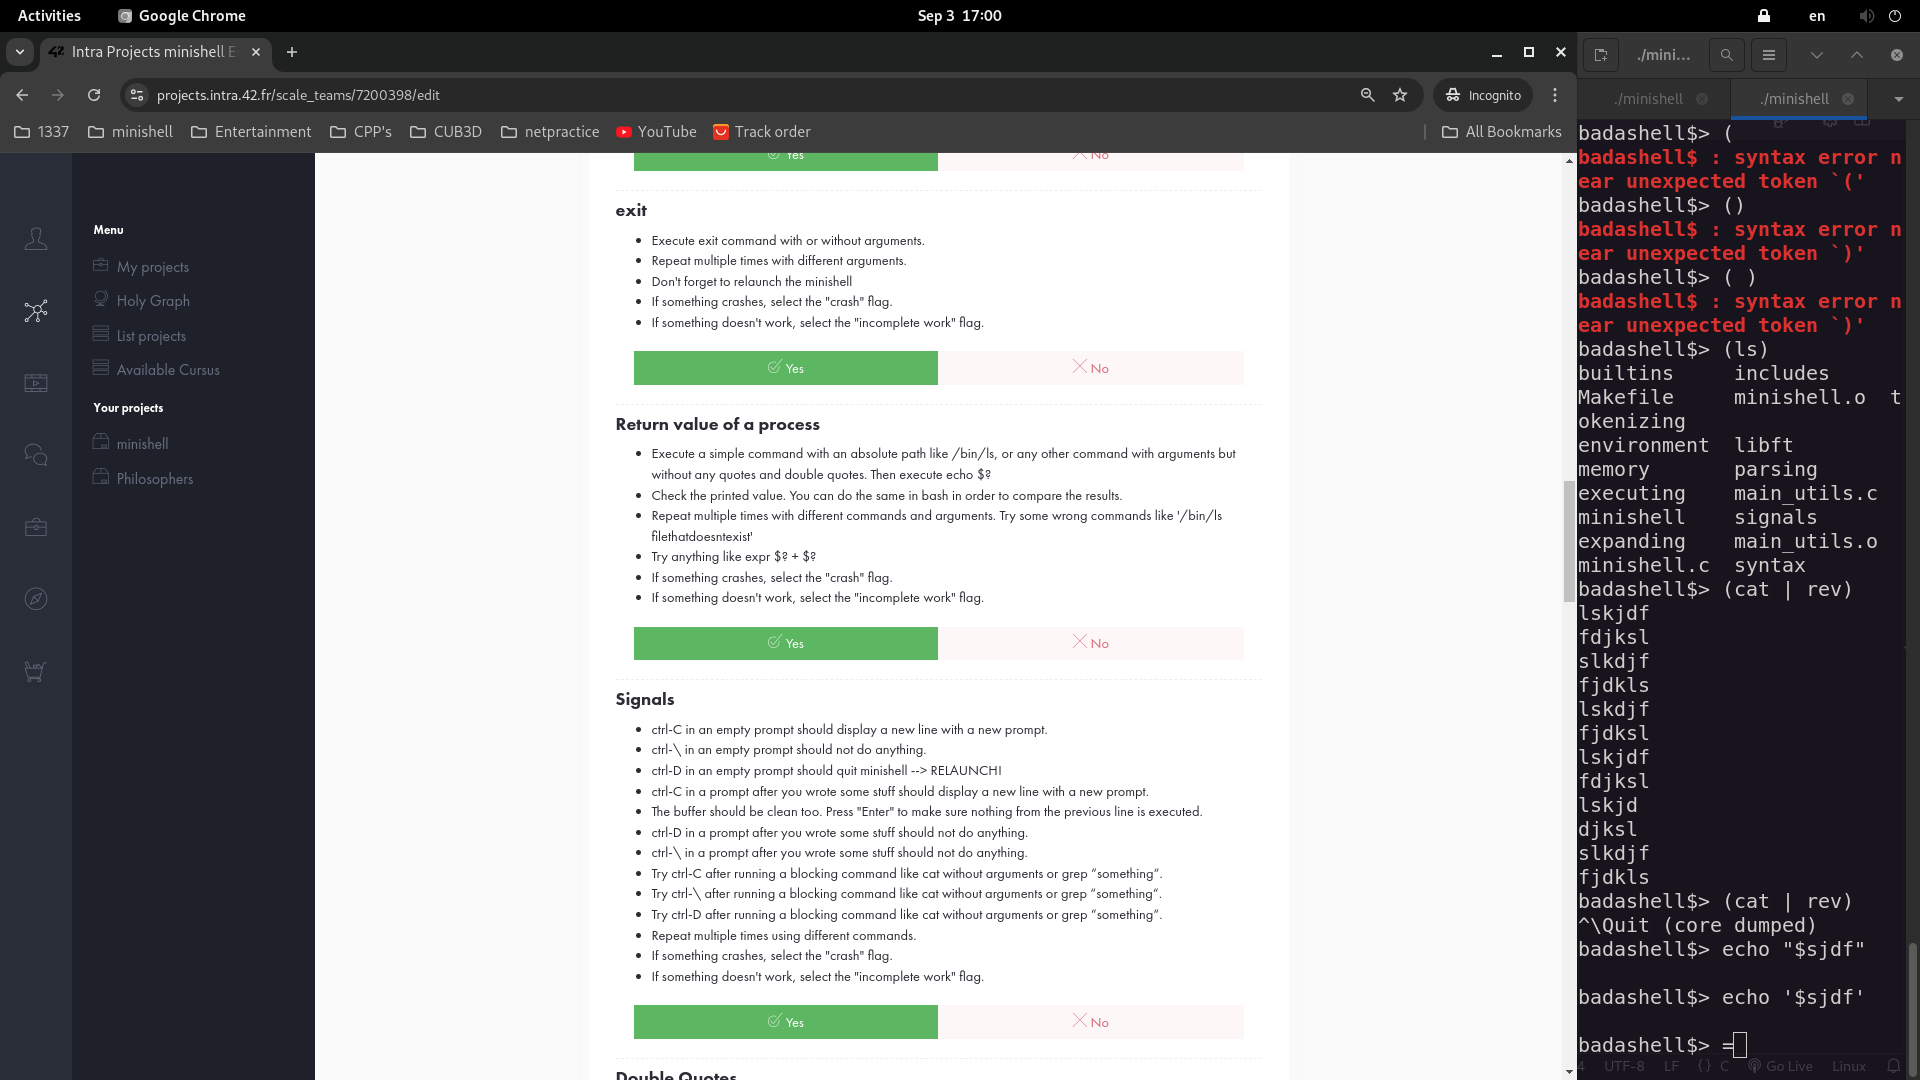 Activities
Google Chrome
Sep 3 17:00
en
Intra Projects minishell E
projects.intra.42.fr/scale_teams/7200398/edit
Incognito
1337
minishell
Entertainment
CPP's
CUB3D
netpractice
YouTube
Track order
All Bookmarks
Menu
My projects
Holy Graph
List projects
Available Cursus
Your projects
minishell
Philosophers
Yes
No
exit
Execute exit command with or without arguments.
Repeat multiple times with different arguments.
Don't forget to relaunch the minishell
If something crashes, select the "crash" flag.
If something doesn't work, select the "incomplete work" flag.
Yes
No
Return value of a process
Execute a simple command with an absolute path like /bin/ls, or any other command with arguments but
without any quotes and double quotes. Then execute echo $?
Check the printed value. You can do the same in bash in order to compare the results.
Repeat multiple times with different commands and arguments. Try some wrong commands like '/bin/ls
filethatdoesntexist'
Try anything like expr $? + $?
If something crashes, select the "crash" flag.
If something doesn't work, select the "incomplete work" flag.
Yes
No
Signals
ctrl-C in an empty prompt should display a new line with a new prompt.
ctrl-\ in an empty prompt should not do anything.
ctrl-D in an empty prompt should quit minishell --> RELAUNCH!
ctrl-C in a prompt after you wrote some stuff should display a new line with a new prompt.
The buffer should be clean too. Press "Enter" to make sure nothing from the previous line is executed.
ctrl-D in a prompt after you wrote some stuff should not do anything.
ctrl-\ in a prompt after you wrote some stuff should not do anything.
Try ctrl-C after running a blocking command like cat without arguments or grep “something“.
Try ctrl-\ after running a blocking command like cat without arguments or grep “something“.
Try ctrl-D after running a blocking command like cat without arguments or grep “something“.
Repeat multiple times using different commands.
If something crashes, select the "crash" flag.
If something doesn't work, select the "incomplete work" flag.
Yes
No
Double Quotes
./mini...
./minishell
./minishell
badashell$> (
badashell$ : syntax error n
ear unexpected token `('
badashell$> ()
badashell$ : syntax error n
ear unexpected token `)'
badashell$> ( )
badashell$ : syntax error n
ear unexpected token `)'
badashell$> (ls)
builtins     includes
Makefile     minishell.o  t
okenizing
environment  libft
memory       parsing
executing    main_utils.c
minishell    signals
expanding    main_utils.o
minishell.c  syntax
badashell$> (cat | rev)
lskjdf
fdjksl
slkdjf
fjdkls
lskdjf
fjdksl
lskjdf
fdjksl
lskjd
djksl
slkdjf
fjdkls
badashell$> (cat | rev)
^\Quit (core dumped)
badashell$> echo "$sjdf"
badashell$> echo '$sjdf'
badashell$> =
4 UTF-8 LF {} C Go Live Linux